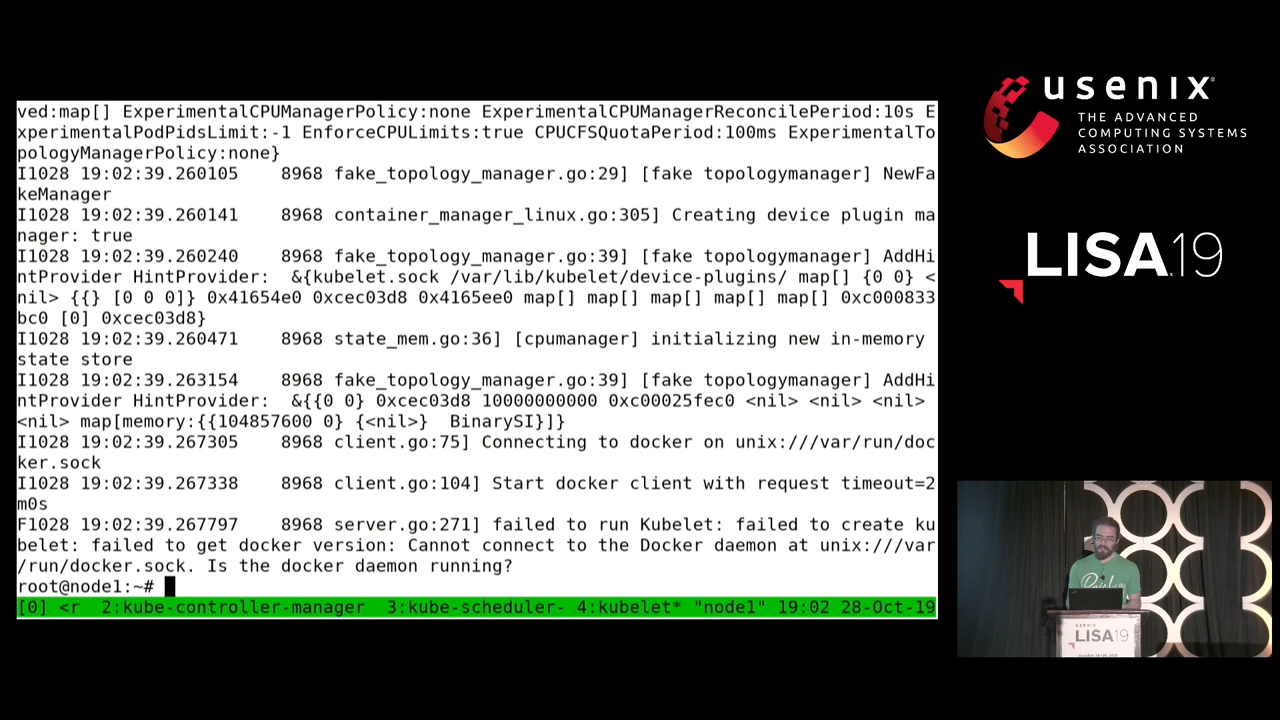 ved:map[] ExperimentalCPUManagerPolicy:none ExperimentalCPUManagerReconcilePeriod:10s E
xperimentalPodPidsLimit:-1 EnforceCPULimits:true CPUCFSQuotaPeriod:100ms ExperimentalTo
pologyManagerPolicy:none}
I1028 19:02:39.260105    8968 fake_topology_manager.go:29] [fake topologymanager] NewFa
keManager
I1028 19:02:39.260141    8968 container_manager_linux.go:305] Creating device plugin ma
nager: true
I1028 19:02:39.260240    8968 fake_topology_manager.go:39] [fake topologymanager] AddHi
ntProvider HintProvider:  &{kubelet.sock /var/lib/kubelet/device-plugins/ map[] {0 0} <
nil> {{} [0 0 0]} 0x41654e0 0xcec03d8 0x4165ee0 map[] map[] map[] map[] map[] 0xc000833
bc0 [0] 0xcec03d8}
I1028 19:02:39.260471    8968 state_mem.go:36] [cpumanager] initializing new in-memory
state store
I1028 19:02:39.263154    8968 fake_topology_manager.go:39] [fake topologymanager] AddHi
ntProvider HintProvider:  &{{0 0} 0xcec03d8 10000000000 0xc00025fec0 <nil> <nil> <nil>
<nil> map[memory:{{104857600 0} {<nil>}  BinarySI}]}
I1028 19:02:39.267305    8968 client.go:75] Connecting to docker on unix:///var/run/doc
ker.sock
I1028 19:02:39.267338    8968 client.go:104] Start docker client with request timeout=2
m0s
F1028 19:02:39.267797    8968 server.go:271] failed to run Kubelet: failed to create ku
belet: failed to get docker version: Cannot connect to the Docker daemon at unix:///var
/run/docker.sock. Is the docker daemon running?
root@node1:~#
[0] <r  2:kube-controller-manager  3:kube-scheduler- 4:kubelet* "node1" 19:02 28-Oct-19
usenix
THE ADVANCED
COMPUTING SYSTEMS
ASSOCIATION
LISA19
usenix
LISA19